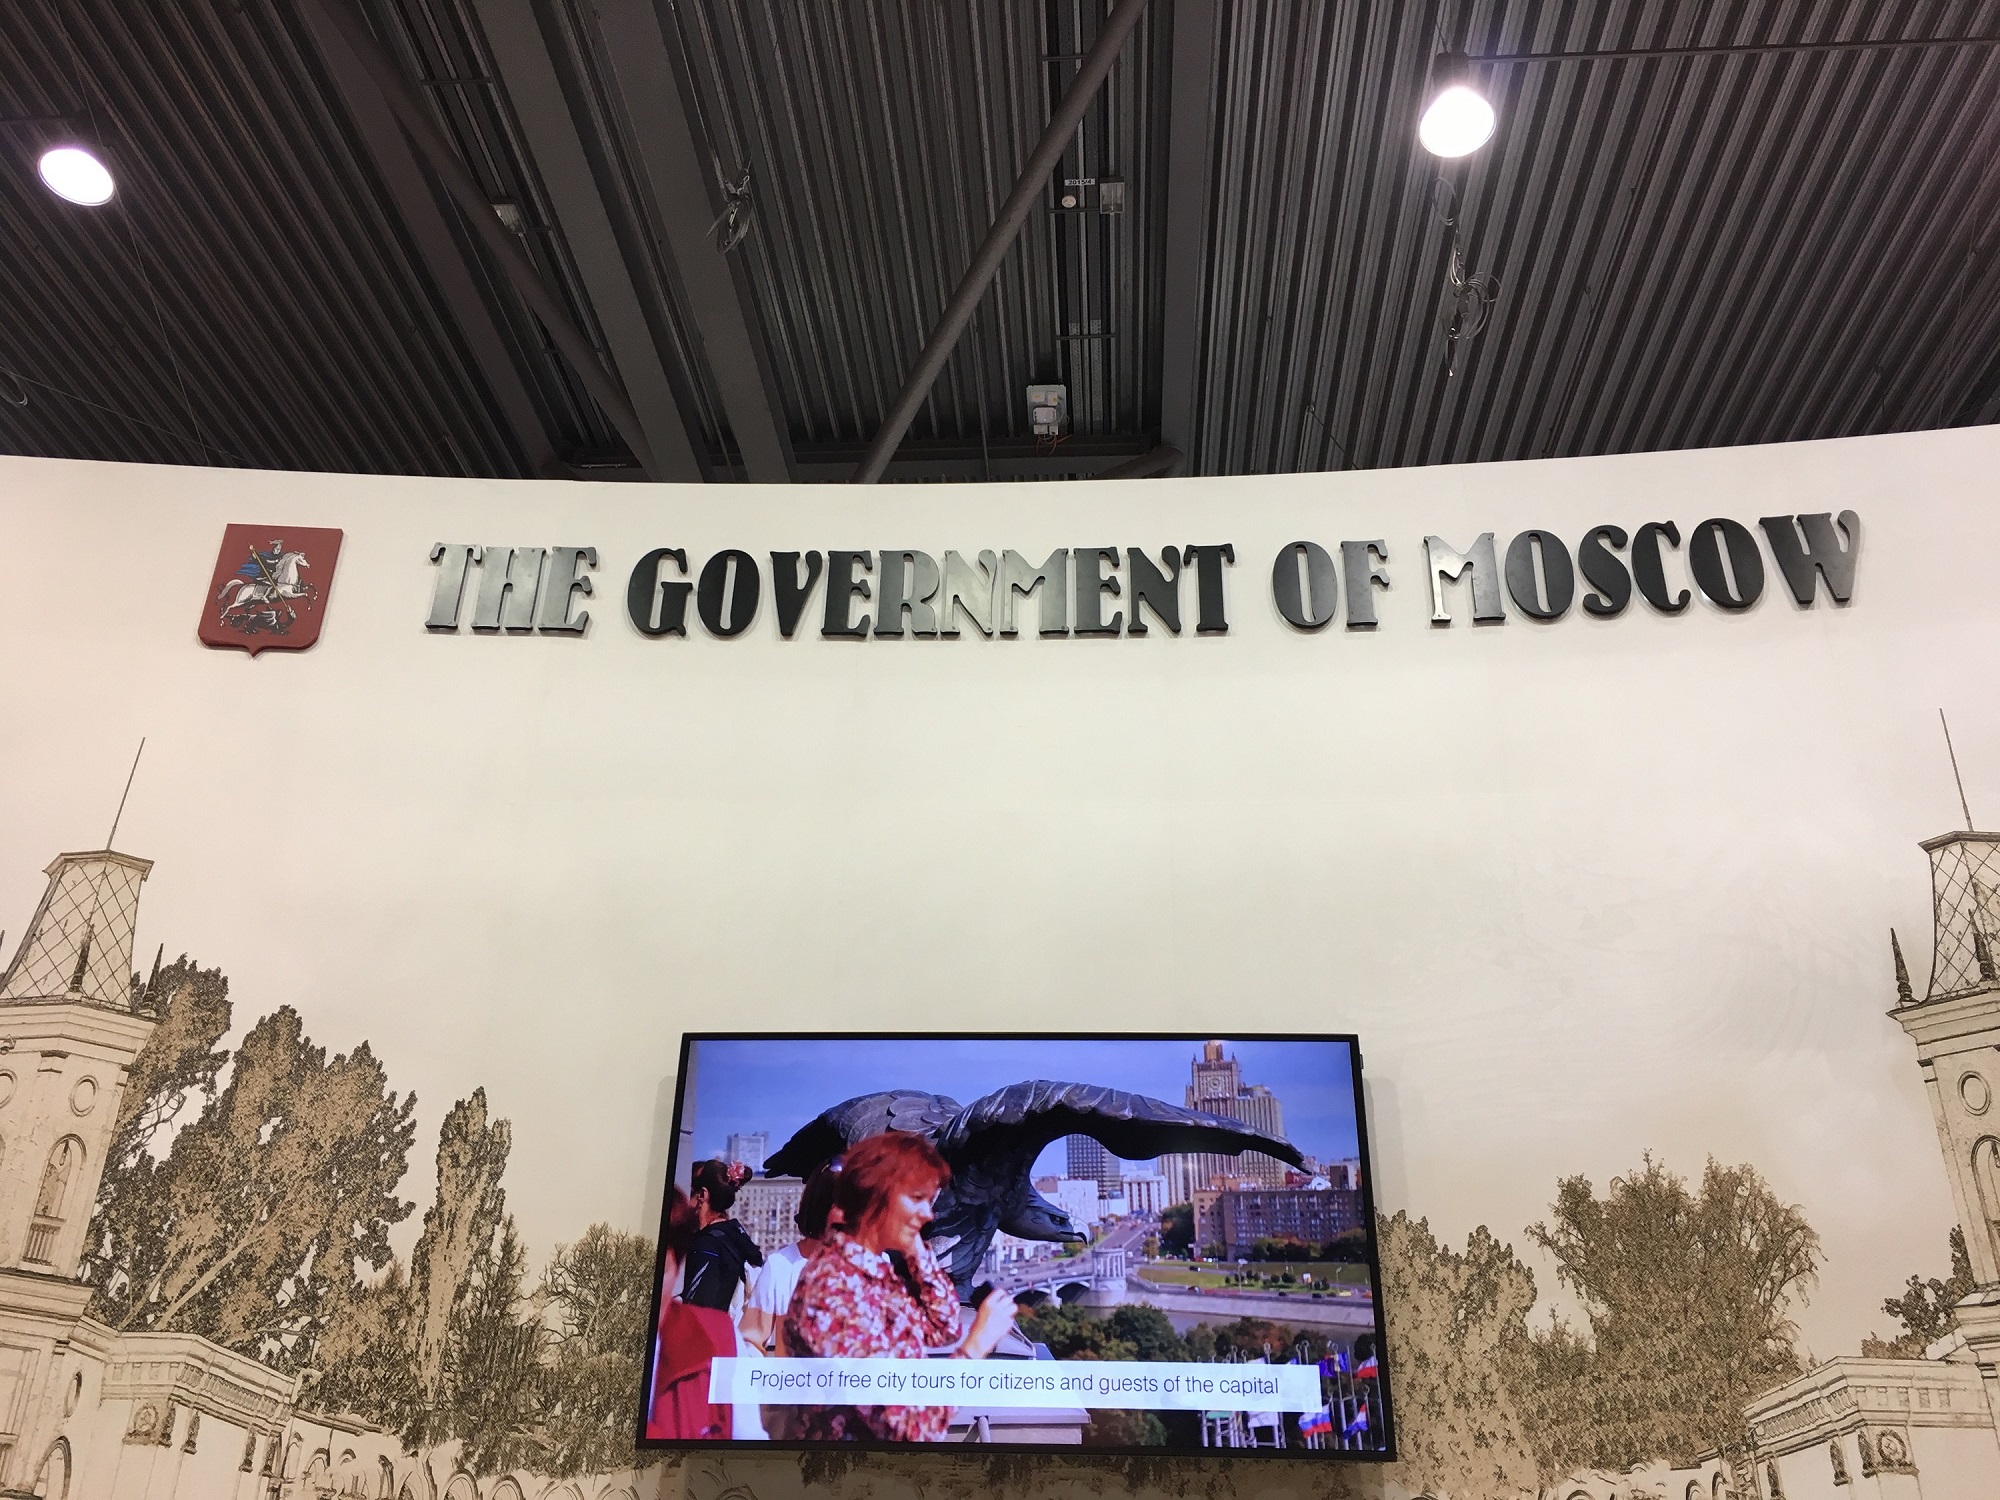 THE GOVERNMENT OF MOSCOW
Project of free city tours for citizens and guests of the capital